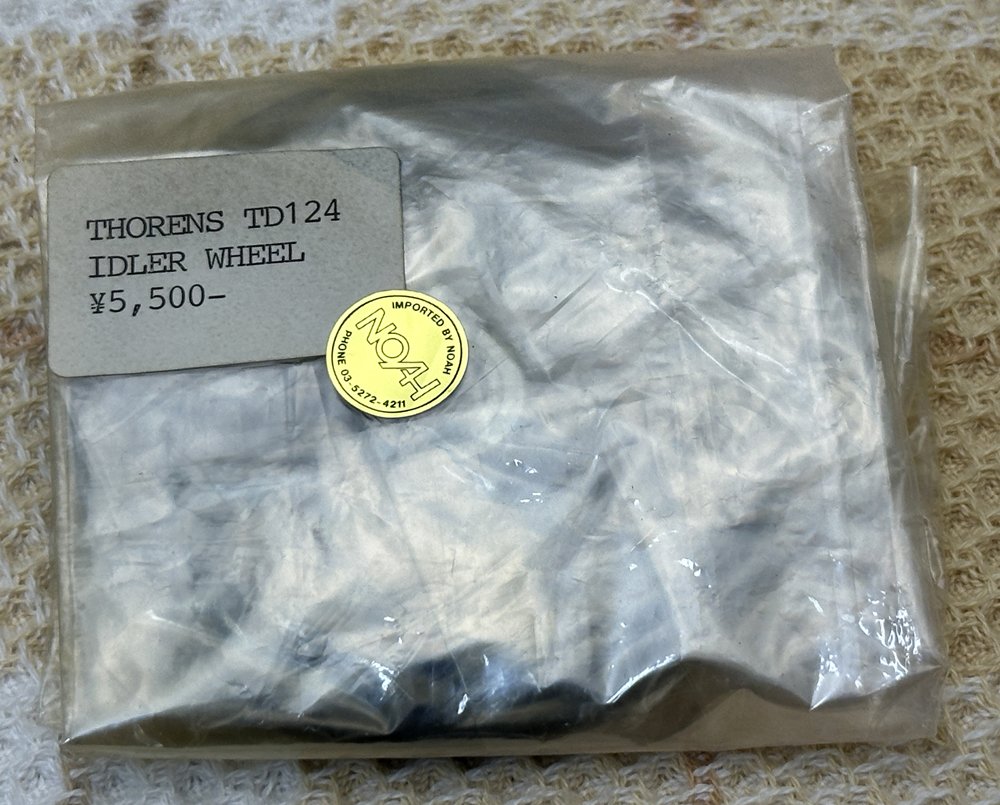 THORENS TD124
IDLER WHEEL
¥5,500−
IMPORTED BY NOAH
NOAH
PHONE 03-5272-4211